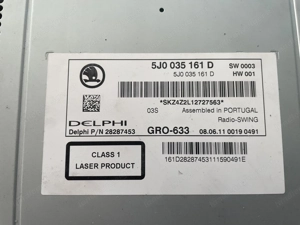 5J0 035 161 D SW 0003
5J0 035 161 D HW 001
*SKZ4Z2L12727563*
03S Assembled in PORTUGAL
Radio-SWING
DELPHI
Delphi P/N 28287453 GRO-633 08.06.11 0019 0491
CLASS 1
LASER PRODUCT
161D28287453111590491E